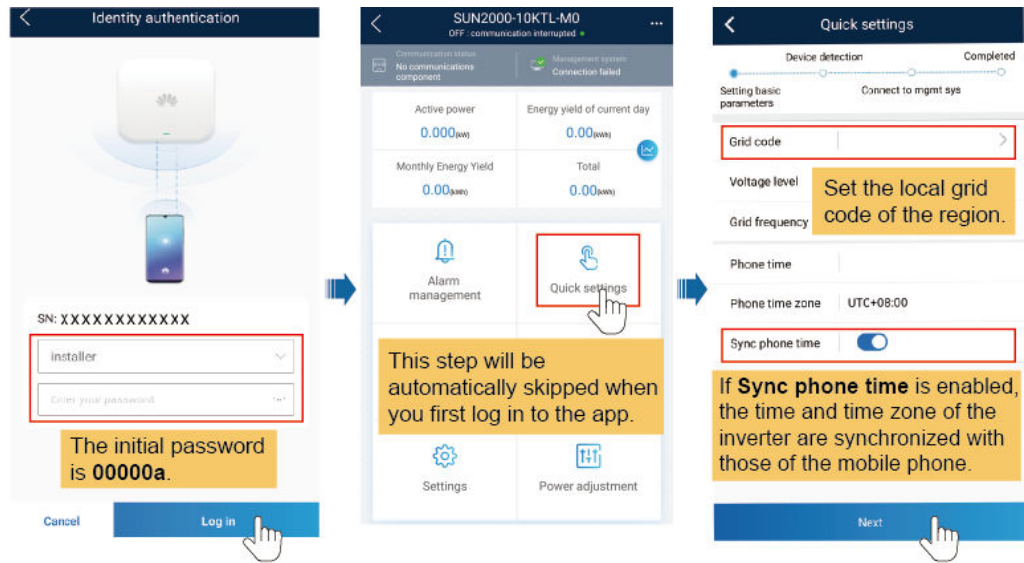 Identity authentication
SN: XXXXXXXXXXXX
installer
Enter your password
The initial password
is 00000a.
Cancel
Log in
SUN2000-10KTL-M0
OFF : communication interrupted
Communication status
No communications
component
Management system
Connection failed
Active power
0.000(kW)
Energy yield of current day
0.00(kWh)
Monthly Energy Yield
0.00(kWh)
Total
0.00(kWh)
Alarm
management
Quick settings
This step will be
automatically skipped when
you first log in to the app.
Settings
Power adjustment
Quick settings
Device detection
Completed
Setting basic
parameters
Connect to mgmt sys
Grid code
Voltage level
Grid frequency
Set the local grid
code of the region.
Phone time
Phone time zone
UTC+08:00
Sync phone time
If Sync phone time is enabled,
the time and time zone of the
inverter are synchronized with
those of the mobile phone.
Next